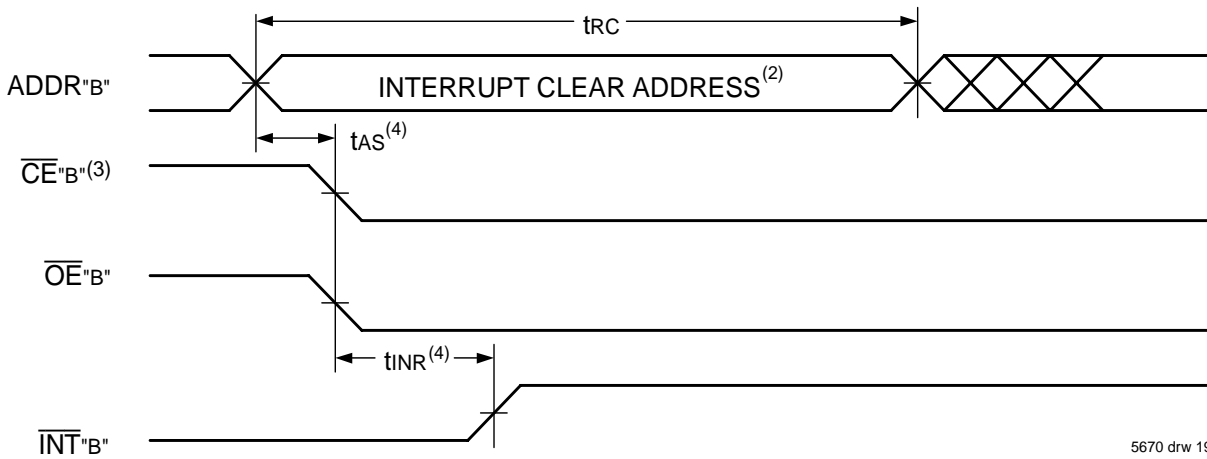 tRC
ADDR"B"
INTERRUPT CLEAR ADDRESS(2)
tAS(4)
CE"B"(3)
OE"B"
tINR(4)
INT"B"
5670 drw 19